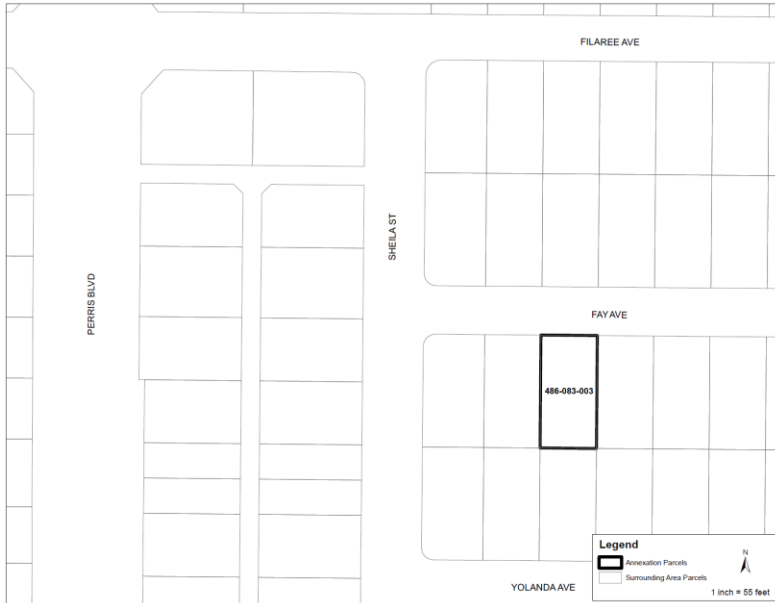 FILAREE AVE
SHEILA ST
PERRIS BLVD
FAY AVE
486-083-003
Legend
Annexation Parcels
Surrounding Area Parcels
N
1 inch = 55 feet
YOLANDA AVE